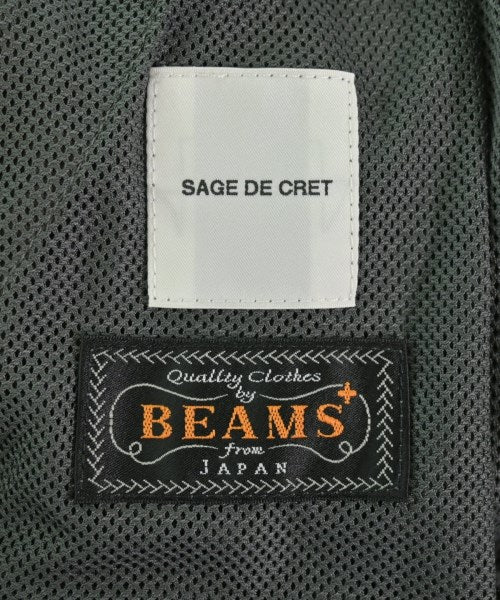 SAGE DE CRET
Quality Clothes
by
BEAMS+
from
JAPAN